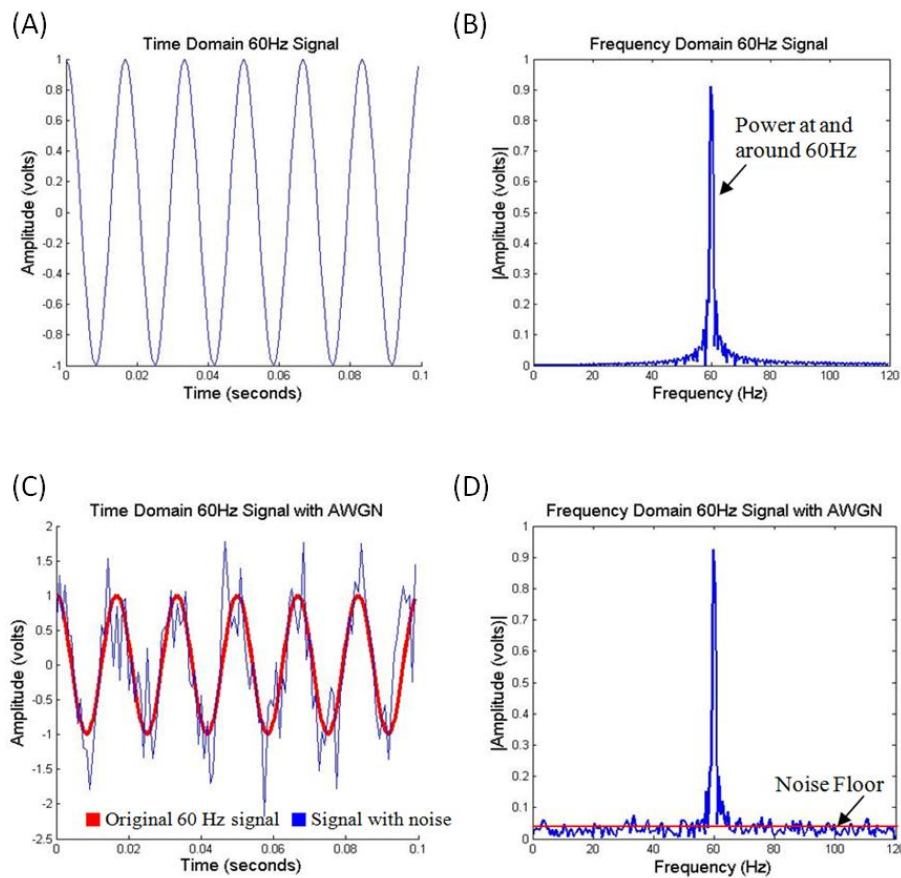 (A)
Time Domain 60Hz Signal
Amplitude (volts)
1
0.8
0.6
0.4
0.2
0
-0.2
-0.4
-0.6
-0.8
-1
0 0.02 0.04 0.06 0.08 0.1
Time (seconds)
(B)
Frequency Domain 60Hz Signal
|Amplitude (volts)|
1
0.9
0.8
0.7
0.6
0.5
0.4
0.3
0.2
0.1
0
Power at and
around 60Hz
0 20 40 60 80 100 120
Frequency (Hz)
(C)
Time Domain 60Hz Signal with AWGN
Amplitude (volts)
2
1.5
1
0.5
0
-0.5
-1
-1.5
-2
-2.5
Original 60 Hz signal Signal with noise
0 0.02 0.04 0.06 0.08 0.1
Time (seconds)
(D)
Frequency Domain 60Hz Signal with AWGN
|Amplitude (volts)|
1
0.9
0.8
0.7
0.6
0.5
0.4
0.3
0.2
0.1
0
Noise Floor
0 20 40 60 80 100 120
Frequency (Hz)